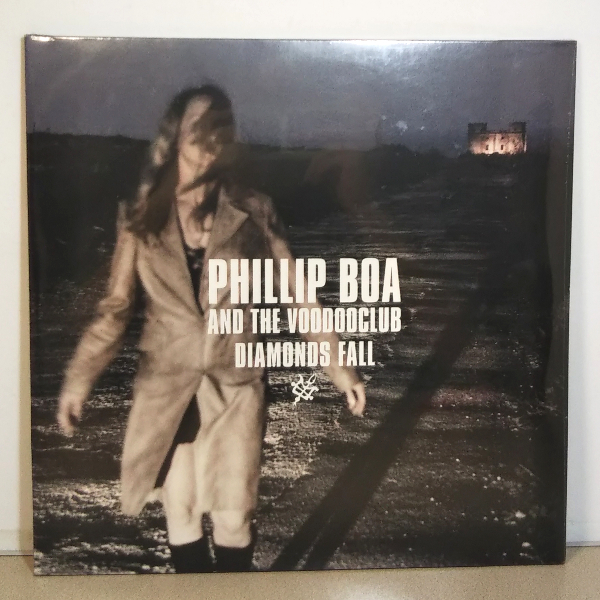 PHILLIP BOA
AND THE VOODOOCLUB
DIAMONDS FALL